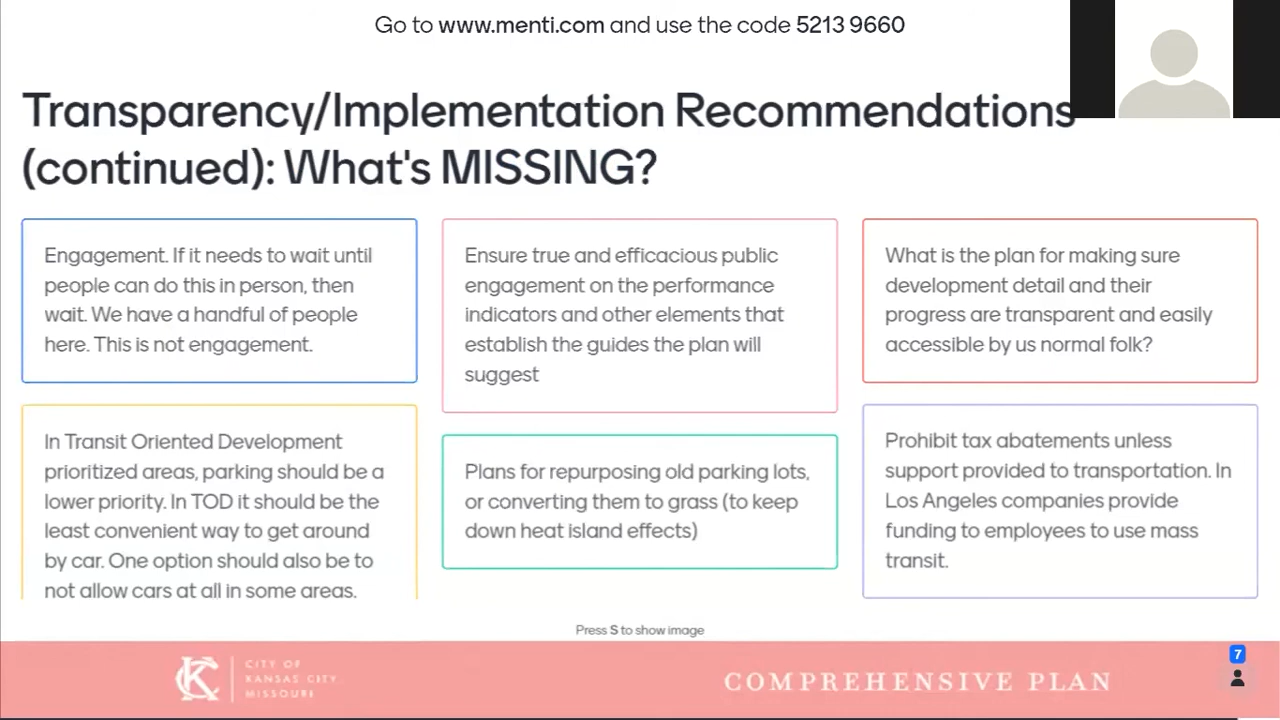 Go to www.menti.com and use the code 5213 9660
Transparency/Implementation Recommendations
(continued): What's MISSING?
Engagement. If it needs to wait until
people can do this in person, then
wait. We have a handful of people
here. This is not engagement.
Ensure true and efficacious public
engagement on the performance
indicators and other elements that
establish the guides the plan will
suggest
What is the plan for making sure
development detail and their
progress are transparent and easily
accessible by us normal folk?
In Transit Oriented Development
prioritized areas, parking should be a
lower priority. In TOD it should be the
least convenient way to get around
by car. One option should also be to
not allow cars at all in some areas.
Plans for repurposing old parking lots,
or converting them to grass (to keep
down heat island effects)
Prohibit tax abatements unless
support provided to transportation. In
Los Angeles companies provide
funding to employees to use mass
transit.
Press S to show image
KC
CITY OF
KANSAS CITY
MISSOURI
COMPREHENSIVE PLAN
7